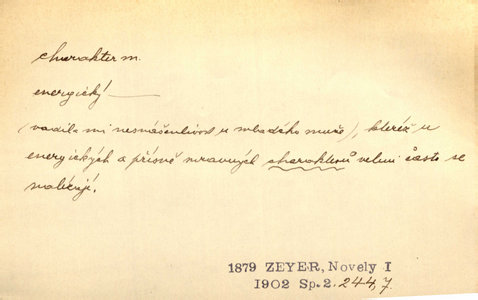 charakter m.
energický —
(vadila mi nesnášenlivost u mladého muže), kteréž u
energických a přísně mravných charakterů velmi často se
nalézají.
1879 ZEYER, Novely I
1902 Sp. 2. 244,7